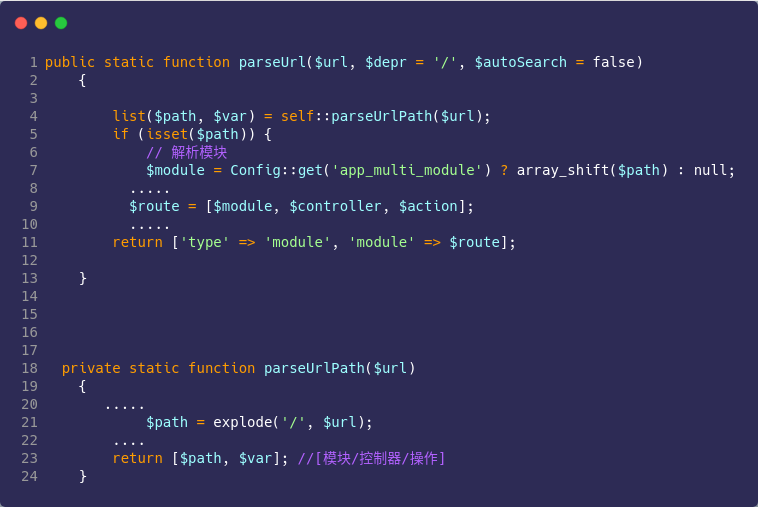 1 public static function parseUrl($url, $depr = '/', $autoSearch = false)
2     {
3
4         list($path, $var) = self::parseUrlPath($url);
5         if (isset($path)) {
6             // 解析模块
7             $module = Config::get('app_multi_module') ? array_shift($path) : null;
8           .....
9           $route = [$module, $controller, $action];
10           .....
11         return ['type' => 'module', 'module' => $route];
12
13     }
14
15
16
17
18   private static function parseUrlPath($url)
19     {
20        .....
21             $path = explode('/', $url);
22         ....
23         return [$path, $var]; //[模块/控制器/操作]
24     }